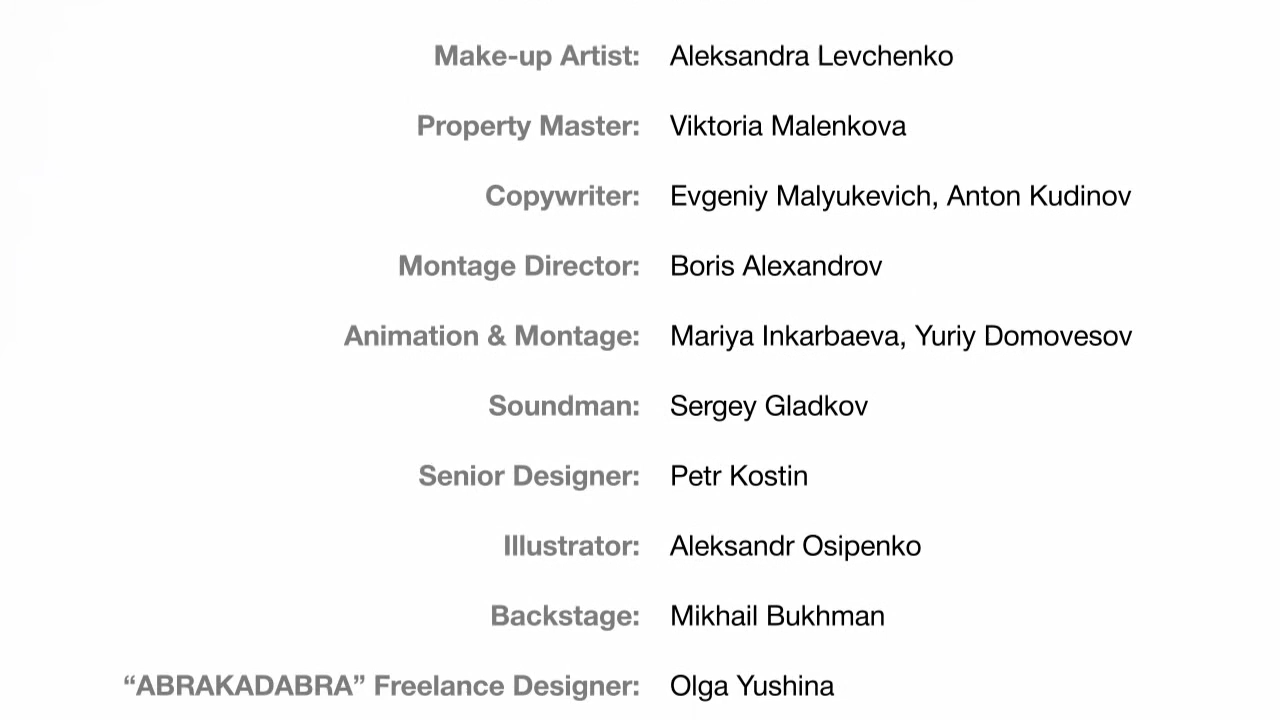 Make-up Artist: Aleksandra Levchenko
Property Master: Viktoria Malenkova
Copywriter: Evgeniy Malyukevich, Anton Kudinov
Montage Director: Boris Alexandrov
Animation & Montage: Mariya Inkarbaeva, Yuriy Domovesov
Soundman: Sergey Gladkov
Senior Designer: Petr Kostin
Illustrator: Aleksandr Osipenko
Backstage: Mikhail Bukhman
“ABRAKADABRA” Freelance Designer: Olga Yushina